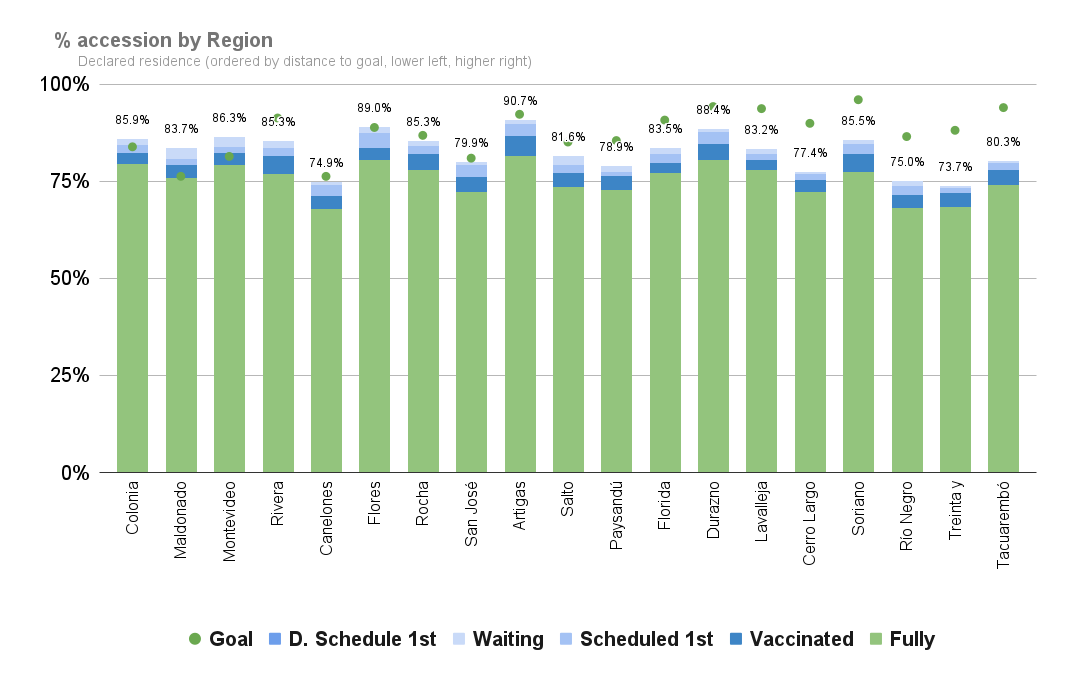 % accession by Region
Declared residence (ordered by distance to goal, lower left, higher right)
100%
75%
50%
25%
0%
85.9%
83.7%
86.3%
85.3%
74.9%
89.0%
85.3%
79.9%
90.7%
81.6%
78.9%
83.5%
88.4%
83.2%
77.4%
85.5%
75.0%
73.7%
80.3%
Colonia
Maldonado
Montevideo
Rivera
Canelones
Flores
Rocha
San José
Artigas
Salto
Paysandú
Florida
Durazno
Lavalleja
Cerro Largo
Soriano
Río Negro
Treinta y
Tacuarembó
Goal D. Schedule 1st Waiting Scheduled 1st Vaccinated Fully